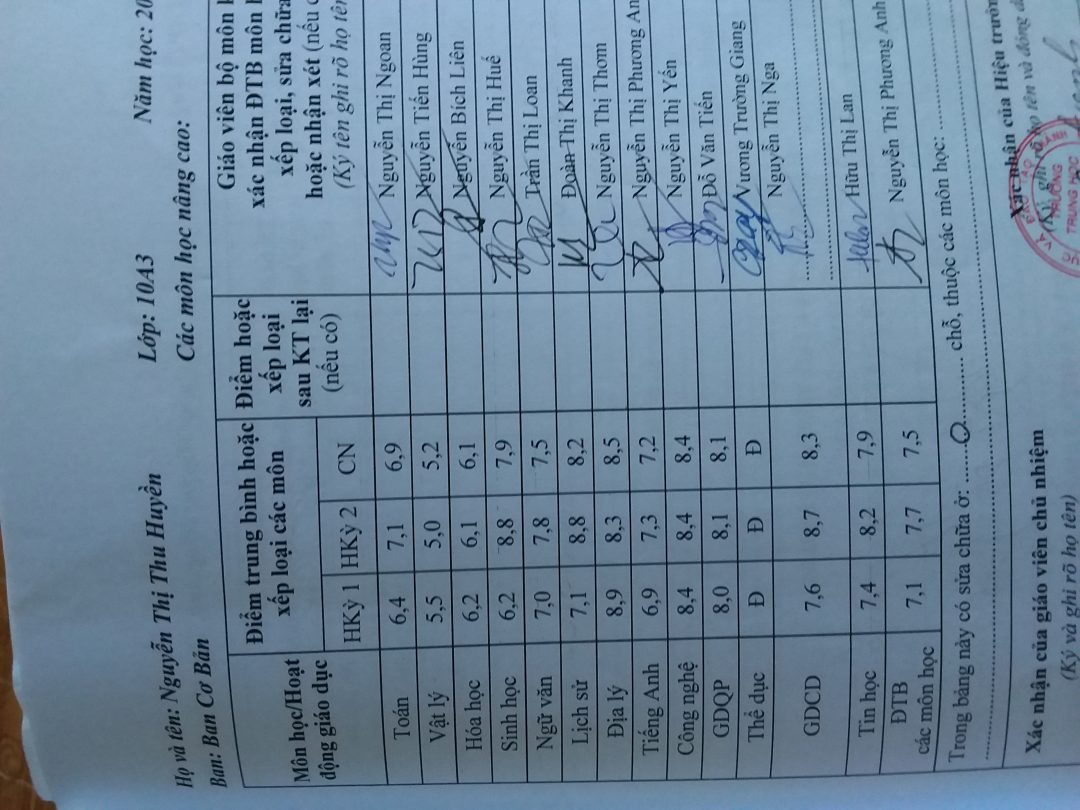 Họ và tên: Nguyễn Thị Thu Huyền Lớp: 10A3 Năm học: 20
Ban: Ban Cơ Bản Các môn học nâng cao:
Môn học/Hoạt động giáo dục
Điểm trung bình hoặc xếp loại các môn
HKỳ 1 HKỳ 2 CN
Điểm hoặc xếp loại sau KT lại (nếu có)
Giáo viên bộ môn
xác nhận ĐTB môn
xếp loại, sửa chữa
hoặc nhận xét (nếu
(Ký tên ghi rõ họ tên
Toán 6,4 7,1 6,9 Nguyễn Thị Ngoan
Vật lý 5,5 5,0 5,2 Nguyễn Tiến Hùng
Hóa học 6,2 6,1 6,1 Nguyễn Bích Liên
Sinh học 6,2 8,8 7,9 Nguyễn Thị Huế
Ngữ văn 7,0 7,8 7,5 Trần Thị Loan
Lịch sử 7,1 8,8 8,2 Đoàn Thị Khanh
Địa lý 8,9 8,3 8,5 Nguyễn Thị Thơm
Tiếng Anh 6,9 7,3 7,2 Nguyễn Thị Phương An
Công nghệ 8,4 8,4 8,4 Nguyễn Thị Yến
GDQP 8,0 8,1 8,1 Đỗ Văn Tiến
Thể dục Đ Đ Đ Vương Trường Giang
GDCD 7,6 8,7 8,3 Nguyễn Thị Nga
Tin học 7,4 8,2 7,9 Hữu Thị Lan
ĐTB các môn học 7,1 7,7 7,5 Nguyễn Thị Phương Anh
Trong bảng này có sửa chữa ở: ......0......... chỗ, thuộc các môn học: ..........
Xác nhận của giáo viên chủ nhiệm Xác nhận của Hiệu trưởn
(Ký và ghi rõ họ tên) (Ký, ghi rõ họ tên và đóng dấ
TRƯỜNG
TRUNG HỌC